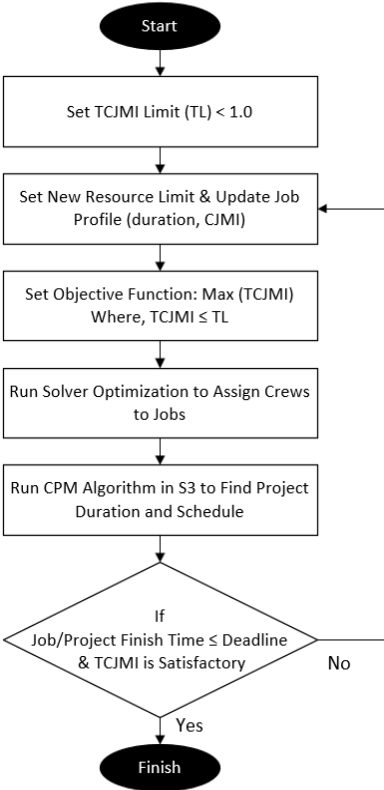 Start
Set TCJMI Limit (TL) < 1.0
Set New Resource Limit & Update Job
Profile (duration, CJMI)
Set Objective Function: Max (TCJMI)
Where, TCJMI ≤ TL
Run Solver Optimization to Assign Crews
to Jobs
Run CPM Algorithm in S3 to Find Project
Duration and Schedule
If
Job/Project Finish Time ≤ Deadline
& TCJMI is Satisfactory
No
Yes
Finish